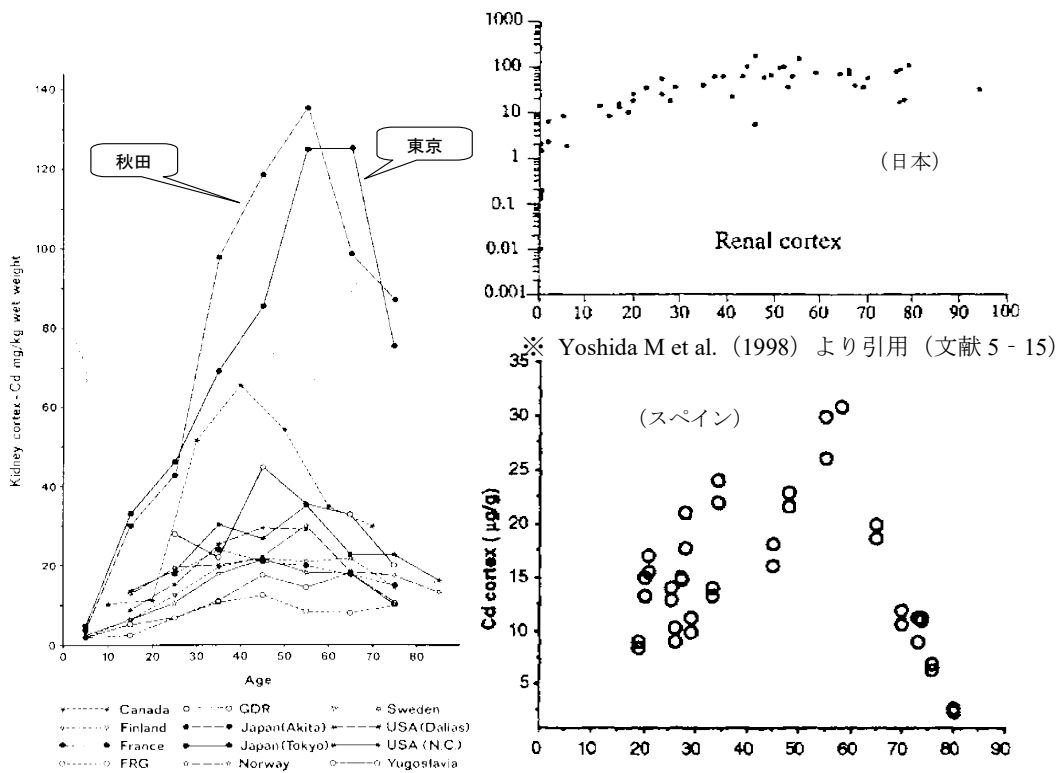 140
120
100
80
60
40
20
0
Kidney cortex - Cd mg/kg wet weight
秋田
東京
0 10 20 30 40 50 60 70 80 90
Age
Canada
Finland
France
FRG
GDR
Japan(Akita)
Japan(Tokyo)
Norway
Sweden
USA(Dallas)
USA(N.C.)
Yugoslavia
1000
100
10
1
0.1
0.01
0.001
(日本)
Renal cortex
0 10 20 30 40 50 60 70 80 90 100
※ Yoshida M et al.（1998）より引用（文献 5‐15）
35
30
25
20
15
10
5
Cd cortex ( µg/g)
(スペイン)
0 10 20 30 40 50 60 70 80 90 100